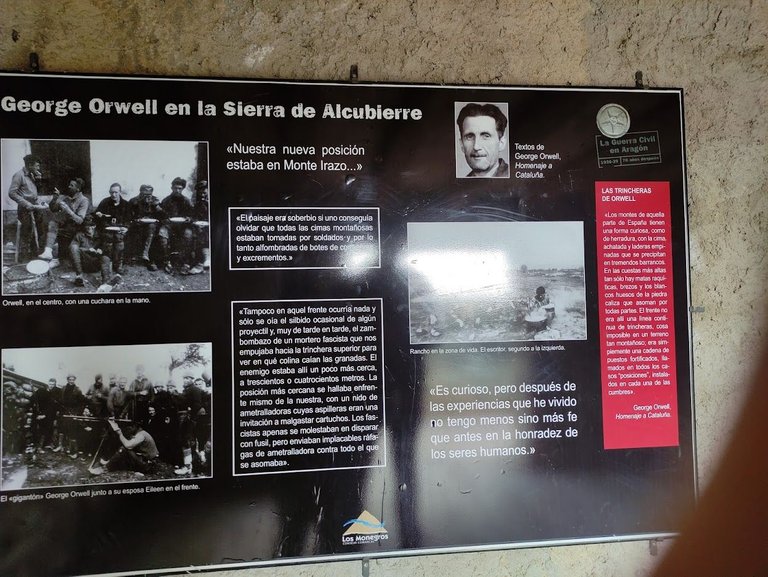 George Orwell en la Sierra de Alcubierre
«Nuestra nueva posición
estaba en Monte Irazo...»
Textos de
George Orwell,
Homenaje a
Cataluña.
La Guerra Civil
en Aragón
1936-39 70 años después
«El paisaje era soberbio si uno conseguía
olvidar que todas las cimas montañosas
estaban tomadas por soldados y por lo
tanto alfombradas de botes de
y excrementos.»
Orwell, en el centro, con una cuchara en la mano.
«Tampoco en aquel frente ocurría nada y
sólo se oía el silbido ocasional de algún
proyectil y, muy de tarde en tarde, el zam-
bombazo de un mortero fascista que nos
empujaba hacia la trinchera superior para
ver en qué colina caían las granadas. El
enemigo estaba allí un poco más cerca,
a trescientos o cuatrocientos metros. La
posición más cercana se hallaba enfren-
te mismo de la nuestra, con un nido de
ametralladoras cuyas aspilleras eran una
invitación a malgastar cartuchos. Los fas-
cistas apenas se molestaban en disparar
con fusil, pero enviaban implacables ráfa-
gas de ametralladora contra todo el que
se asomaba».
El «gigantón» George Orwell junto a su esposa Eileen en el frente.
Rancho en la zona de vida. El escritor, segundo a la izquierda.
«Es curioso, pero después de
las experiencias que he vivido
no tengo menos sino más fe
que antes en la honradez de
los seres humanos.»
LAS TRINCHERAS
DE ORWELL
«Los montes de aquella
parte de España tienen
una forma curiosa, como
de herradura, con la cima
achatada y laderas empi-
nadas que se precipitan
en tremendos barrancos.
En las cuestas más altas
tan sólo hay matas raquí-
ticas, brezos y los blancos
huesos de la piedra
caliza que asoman por
todas partes. El frente no
era allí una línea conti-
nua de trincheras, cosa
imposible en un terreno
tan montañoso; era sim-
plemente una cadena de
puestos fortificados, lla-
mados en todos los ca-
sos "posiciones", instala-
dos en cada una de las
cumbres».
George Orwell,
Homenaje a Cataluña.
Los Monegros